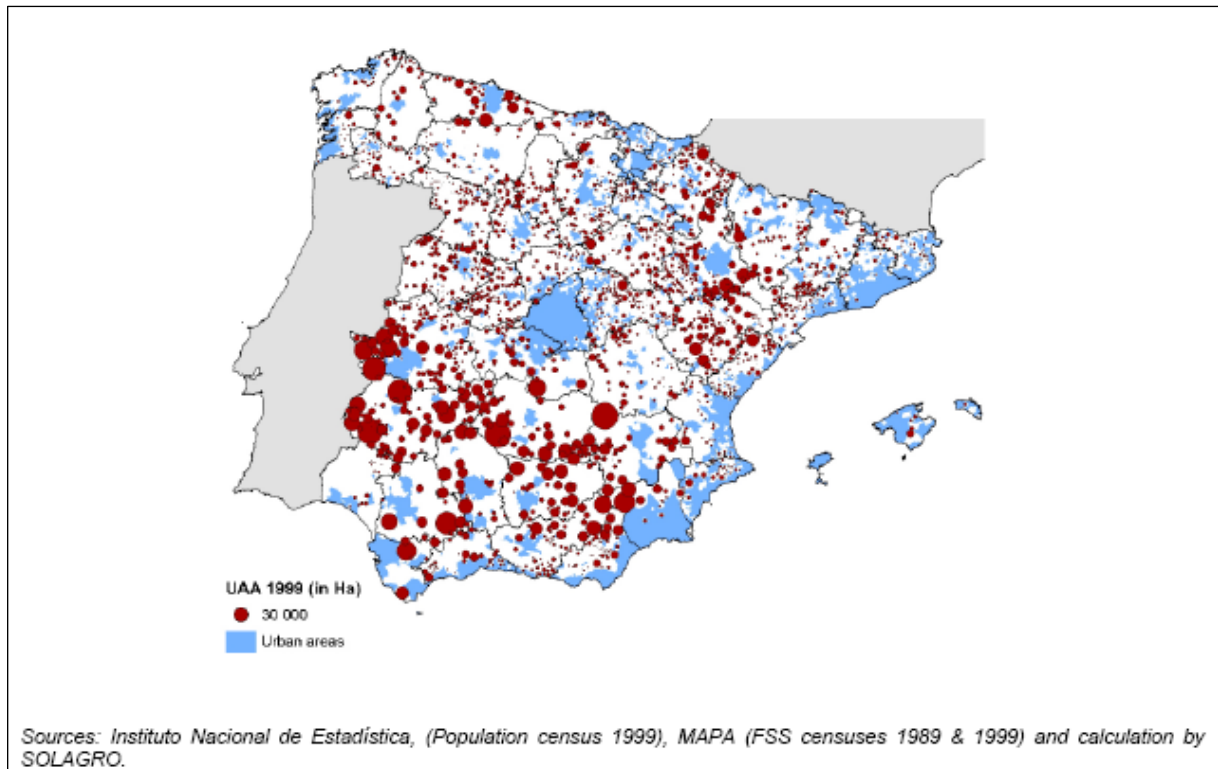 UAA 1999 (in Ha)
30 000
Urban areas
Sources: Instituto Nacional de Estadística, (Population census 1999), MAPA (FSS censuses 1989 & 1999) and calculation by
SOLAGRO.